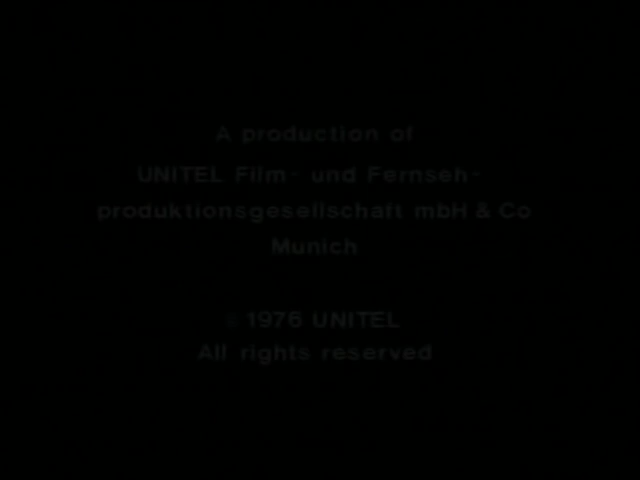 A production of
UNITEL Film- und Fernseh-
produktionsgesellschaft mbH & Co
Munich
© 1976 UNITEL
All rights reserved